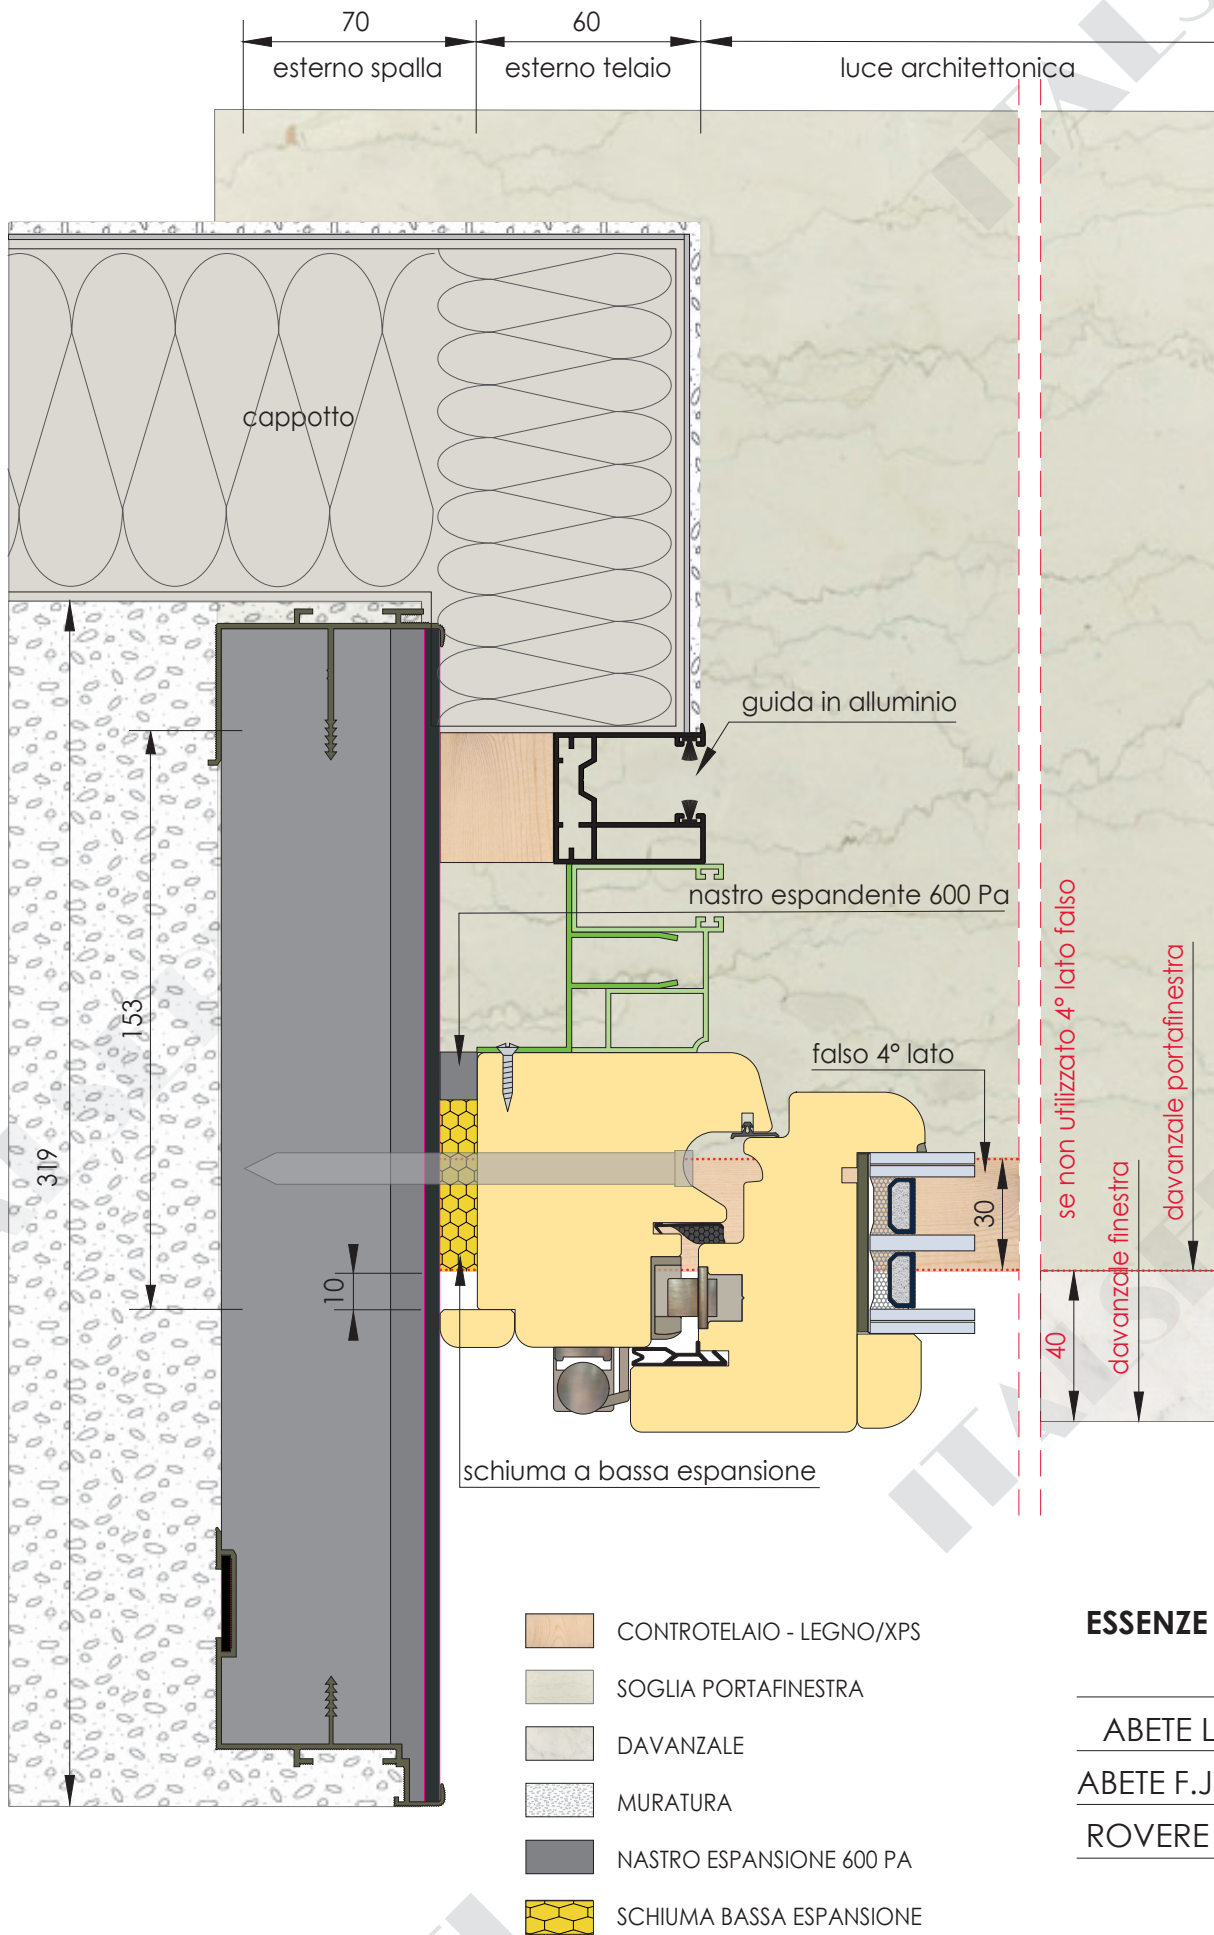 70
60
esterno spalla
esterno telaio
luce architettonica
cappotto
guida in alluminio
nastro espandente 600 Pa
falso 4° lato
se non utilizzato 4° lato falso
davanzale portafinestra
davanzale finestra
153
319
10
30
40
schiuma a bassa espansione
CONTROTELAIO - LEGNO/XPS
SOGLIA PORTAFINESTRA
DAVANZALE
MURATURA
NASTRO ESPANSIONE 600 PA
SCHIUMA BASSA ESPANSIONE
ESSENZE
ABETE L
ABETE F.J
ROVERE